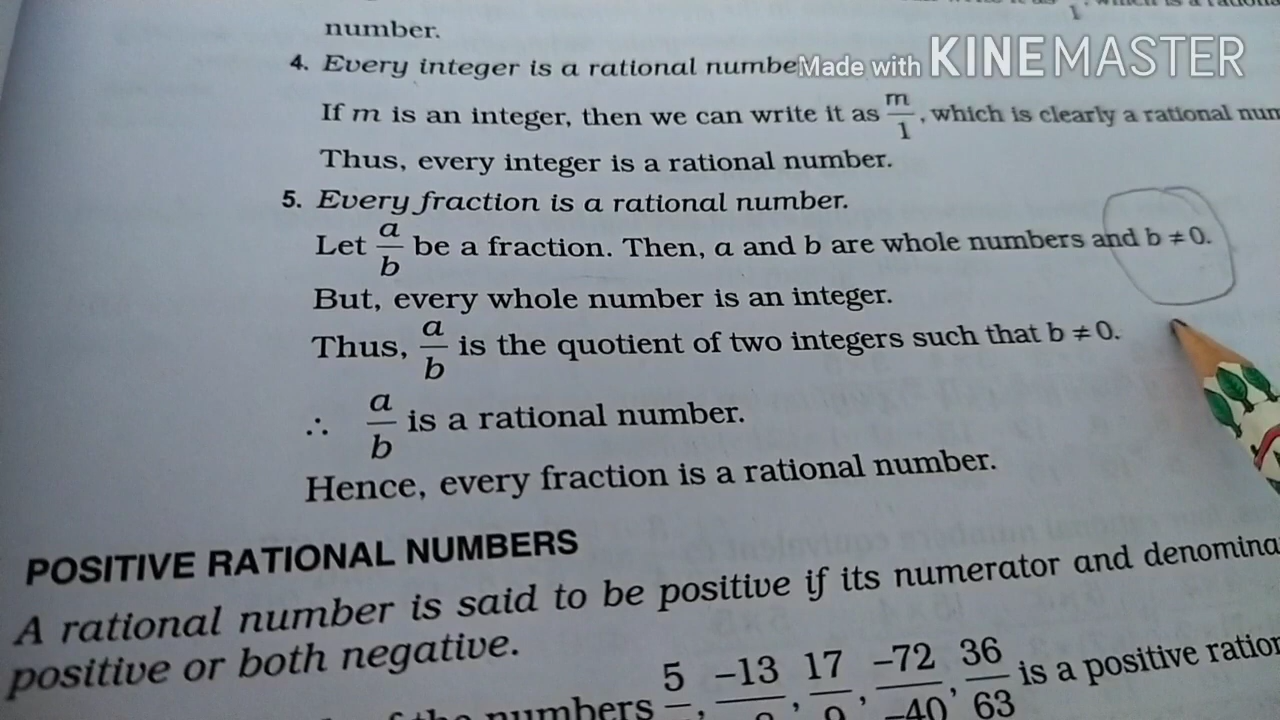 number.
4. Every integer is a rational
Made with KINEMASTER
If m is an integer, then we can write it as m/1, which is clearly a rational
Thus, every integer is a rational number.
5. Every fraction is a rational number.
Let a/b be a fraction. Then, a and b are whole numbers and b ≠ 0.
But, every whole number is an integer.
Thus, a/b is the quotient of two integers such that b ≠ 0.
∴ a/b is a rational number.
Hence, every fraction is a rational number.
POSITIVE RATIONAL NUMBERS
A rational number is said to be positive if its numerator and
positive or both negative.
numbers 5, -13, 17, -72/-40, 36/63 is a positive